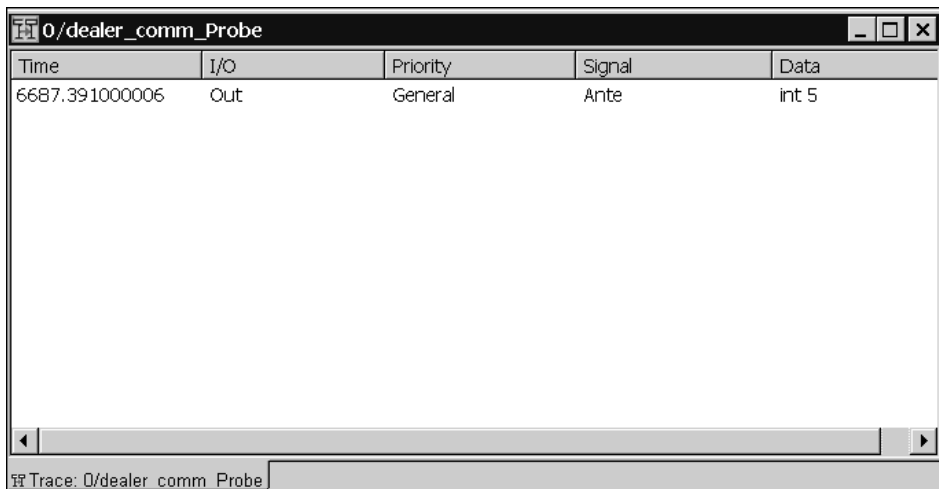 0/dealer_comm_Probe
Time I/O Priority Signal Data
6687.391000006 Out General Ante int 5
Trace: 0/dealer_comm_Probe